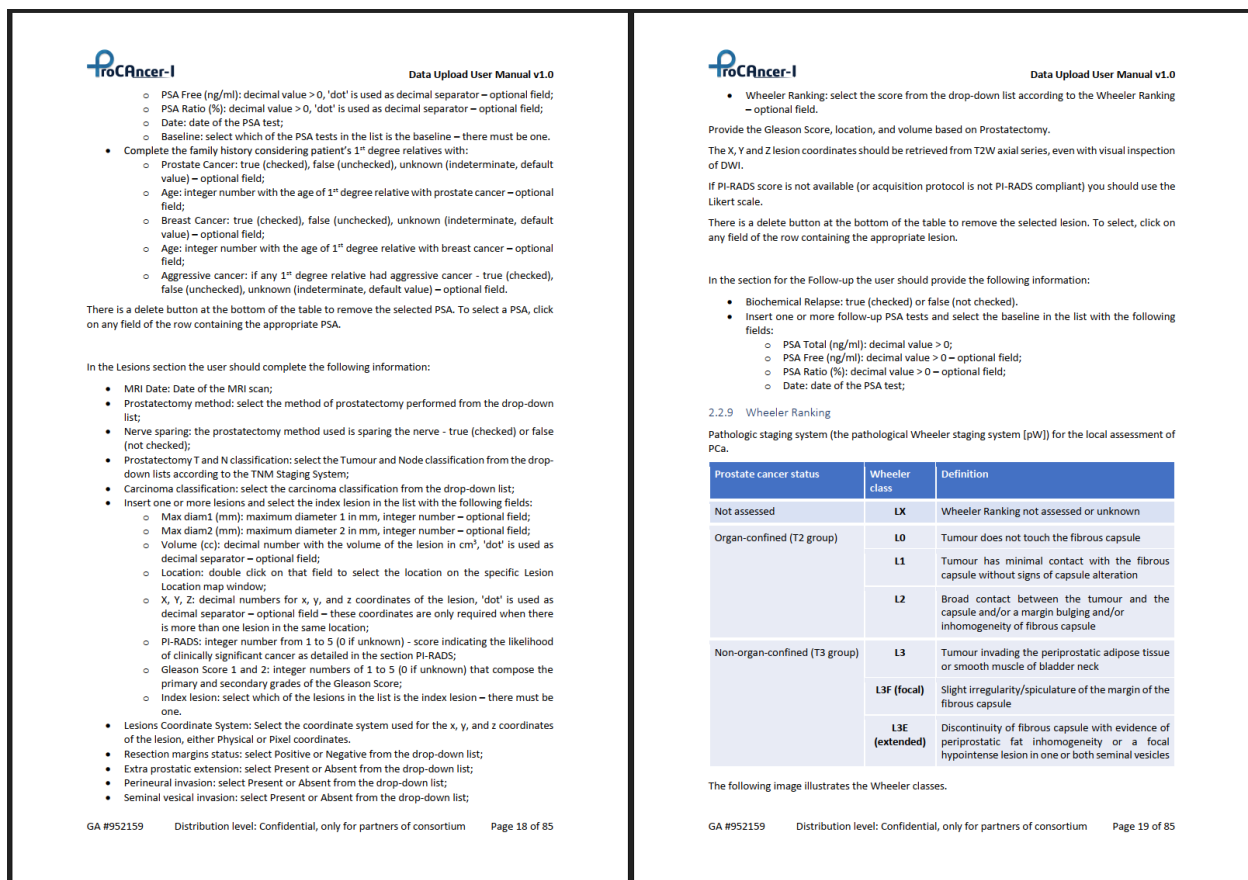 ProCAncer-I
Data Upload User Manual v1.0
o PSA Free (ng/ml): decimal value > 0, 'dot' is used as decimal separator – optional field;
o PSA Ratio (%): decimal value > 0, 'dot' is used as decimal separator – optional field;
o Date: date of the PSA test;
o Baseline: select which of the PSA tests in the list is the baseline – there must be one.
• Complete the family history considering patient's 1st degree relatives with:
o Prostate Cancer: true (checked), false (unchecked), unknown (indeterminate, default
value) – optional field;
o Age: integer number with the age of 1st degree relative with prostate cancer – optional
field;
o Breast Cancer: true (checked), false (unchecked), unknown (indeterminate, default
value) – optional field;
o Age: integer number with the age of 1st degree relative with breast cancer – optional
field;
o Aggressive cancer: if any 1st degree relative had aggressive cancer - true (checked),
false (unchecked), unknown (indeterminate, default value) – optional field.
There is a delete button at the bottom of the table to remove the selected PSA. To select a PSA, click
on any field of the row containing the appropriate PSA.
In the Lesions section the user should complete the following information:
• MRI Date: Date of the MRI scan;
• Prostatectomy method: select the method of prostatectomy performed from the drop-down
list;
• Nerve sparing: the prostatectomy method used is sparing the nerve - true (checked) or false
(not checked);
• Prostatectomy T and N classification: select the Tumour and Node classification from the drop-
down lists according to the TNM Staging System;
• Carcinoma classification: select the carcinoma classification from the drop-down list;
• Insert one or more lesions and select the index lesion in the list with the following fields:
o Max diam1 (mm): maximum diameter 1 in mm, integer number – optional field;
o Max diam2 (mm): maximum diameter 2 in mm, integer number – optional field;
o Volume (cc): decimal number with the volume of the lesion in cm³, 'dot' is used as
decimal separator – optional field;
o Location: double click on that field to select the location on the specific Lesion
Location map window;
o X, Y, Z: decimal numbers for x, y, and z coordinates of the lesion, 'dot' is used as
decimal separator – optional field – these coordinates are only required when there
is more than one lesion in the same location;
o PI-RADS: integer number from 1 to 5 (0 if unknown) - score indicating the likelihood
of clinically significant cancer as detailed in the section PI-RADS;
o Gleason Score 1 and 2: integer numbers of 1 to 5 (0 if unknown) that compose the
primary and secondary grades of the Gleason Score;
o Index lesion: select which of the lesions in the list is the index lesion – there must be
one.
• Lesions Coordinate System: Select the coordinate system used for the x, y, and z coordinates
of the lesion, either Physical or Pixel coordinates.
• Resection margins status: select Positive or Negative from the drop-down list;
• Extra prostatic extension: select Present or Absent from the drop-down list;
• Perineural invasion: select Present or Absent from the drop-down list;
• Seminal vesical invasion: select Present or Absent from the drop-down list;
GA #952159 Distribution level: Confidential, only for partners of consortium Page 18 of 85
ProCAncer-I
Data Upload User Manual v1.0
• Wheeler Ranking: select the score from the drop-down list according to the Wheeler Ranking
– optional field.
Provide the Gleason Score, location, and volume based on Prostatectomy.
The X, Y and Z lesion coordinates should be retrieved from T2W axial series, even with visual inspection
of DWI.
If PI-RADS score is not available (or acquisition protocol is not PI-RADS compliant) you should use the
Likert scale.
There is a delete button at the bottom of the table to remove the selected lesion. To select, click on
any field of the row containing the appropriate lesion.
In the section for the Follow-up the user should provide the following information:
• Biochemical Relapse: true (checked) or false (not checked).
• Insert one or more follow-up PSA tests and select the baseline in the list with the following
fields:
o PSA Total (ng/ml): decimal value > 0;
o PSA Free (ng/ml): decimal value > 0 – optional field;
o PSA Ratio (%): decimal value > 0 – optional field;
o Date: date of the PSA test;
2.2.9 Wheeler Ranking
Pathologic staging system (the pathological Wheeler staging system [pW]) for the local assessment of
PCa.
Prostate cancer status Wheeler Definition
class
Not assessed LX Wheeler Ranking not assessed or unknown
Organ-confined (T2 group) L0 Tumour does not touch the fibrous capsule
L1 Tumour has minimal contact with the fibrous
capsule without signs of capsule alteration
L2 Broad contact between the tumour and the
capsule and/or a margin bulging and/or
inhomogeneity of fibrous capsule
Non-organ-confined (T3 group) L3 Tumour invading the periprostatic adipose tissue
or smooth muscle of bladder neck
L3F (focal) Slight irregularity/spiculature of the margin of the
fibrous capsule
L3E Discontinuity of fibrous capsule with evidence of
(extended) periprostatic fat inhomogeneity or a focal
hypointense lesion in one or both seminal vesicles
The following image illustrates the Wheeler classes.
GA #952159 Distribution level: Confidential, only for partners of consortium Page 19 of 85